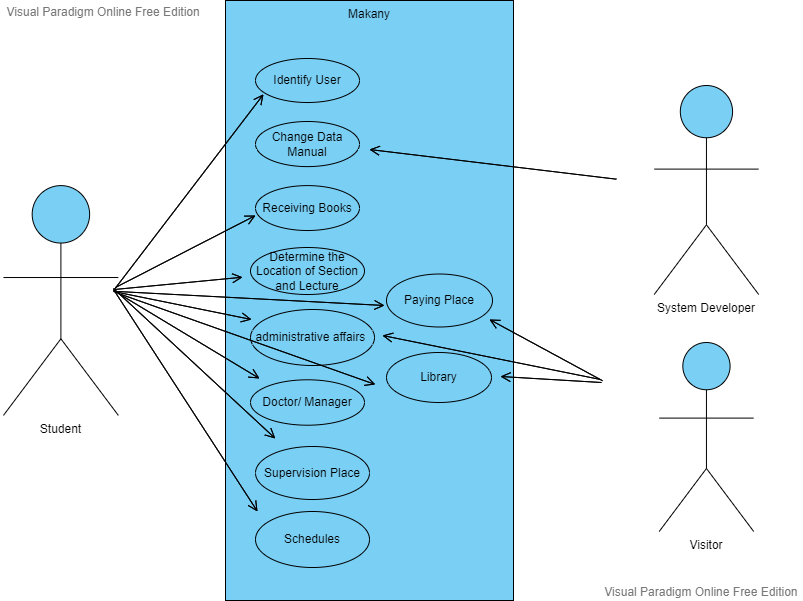 Visual Paradigm Online Free Edition
Makany
Identify User
Change Data
Manual
Receiving Books
Determine the
Location of Section
and Lecture
Paying Place
administrative affairs
Library
Doctor/ Manager
Supervision Place
Schedules
Student
System Developer
Visitor
Visual Paradigm Online Free Edition